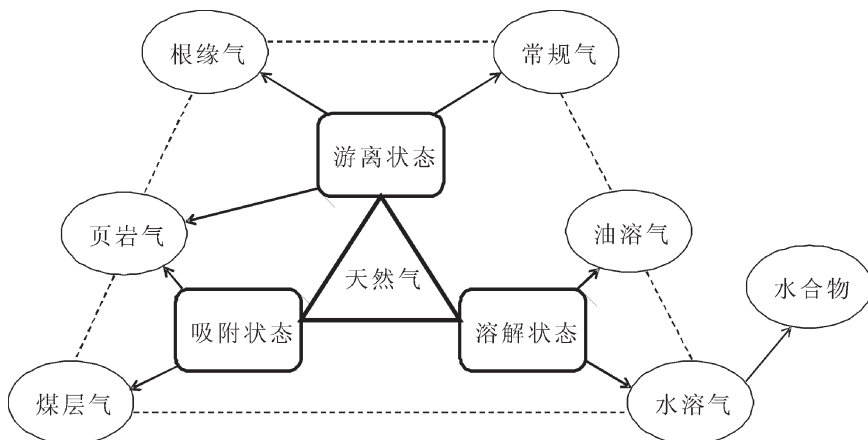 根缘气
常规气
游离状态
页岩气
油溶气
天然气
水合物
吸附状态
溶解状态
煤层气
水溶气